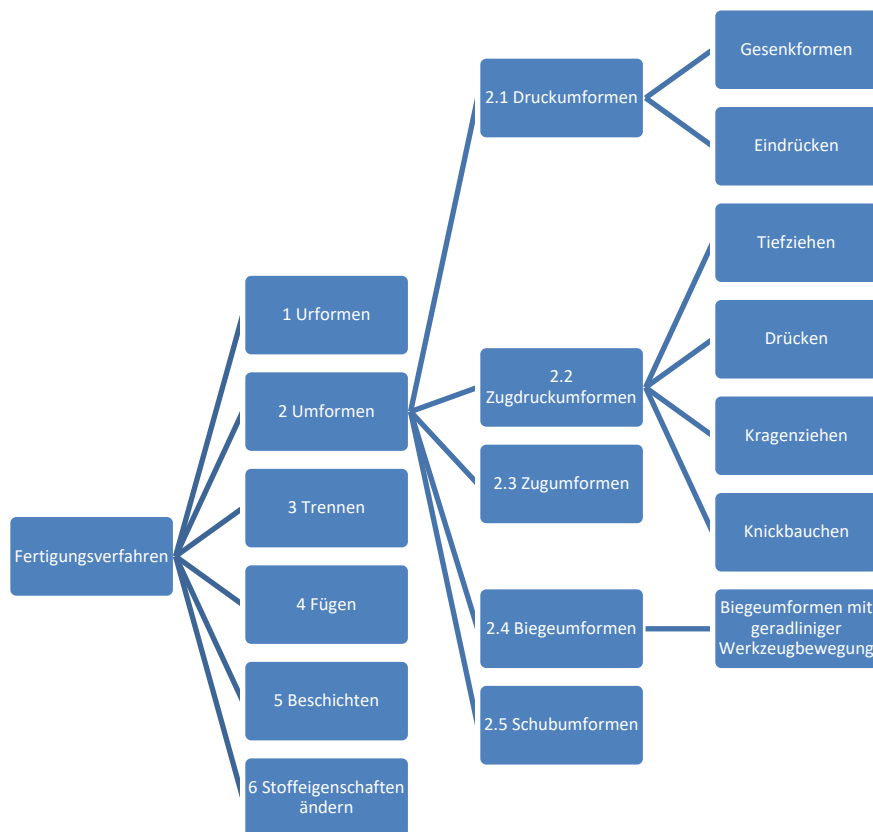 Fertigungsverfahren
1 Urformen
2 Umformen
3 Trennen
4 Fügen
5 Beschichten
6 Stoffeigenschaften
ändern
2.1 Druckumformen
2.2
Zugdruckumformen
2.3 Zugumformen
2.4 Biegeumformen
2.5 Schubumformen
Gesenkformen
Eindrücken
Tiefziehen
Drücken
Kragenziehen
Knickbauchen
Biegeumformen mit
geradliniger
Werkzeugbewegung